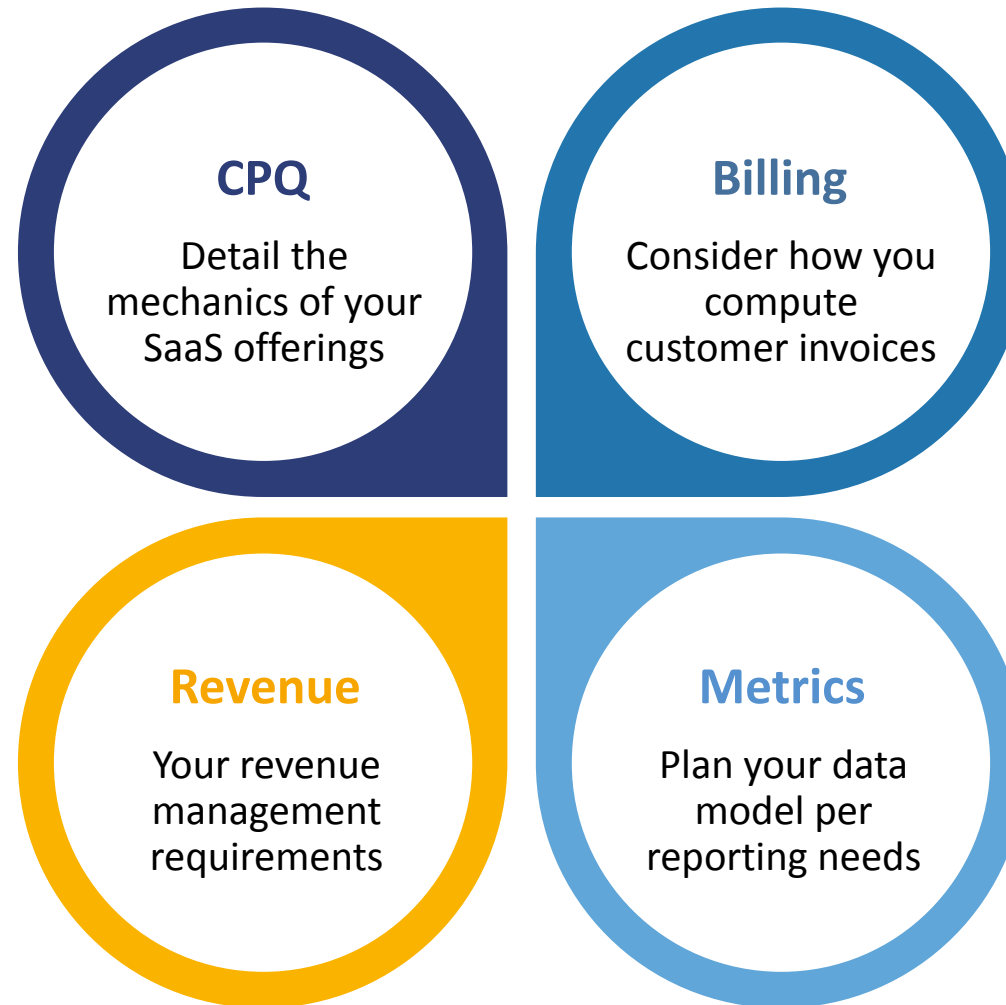 CPQ
Detail the
mechanics of your
SaaS offerings
Billing
Consider how you
compute
customer invoices
Revenue
Your revenue
management
requirements
Metrics
Plan your data
model per
reporting needs